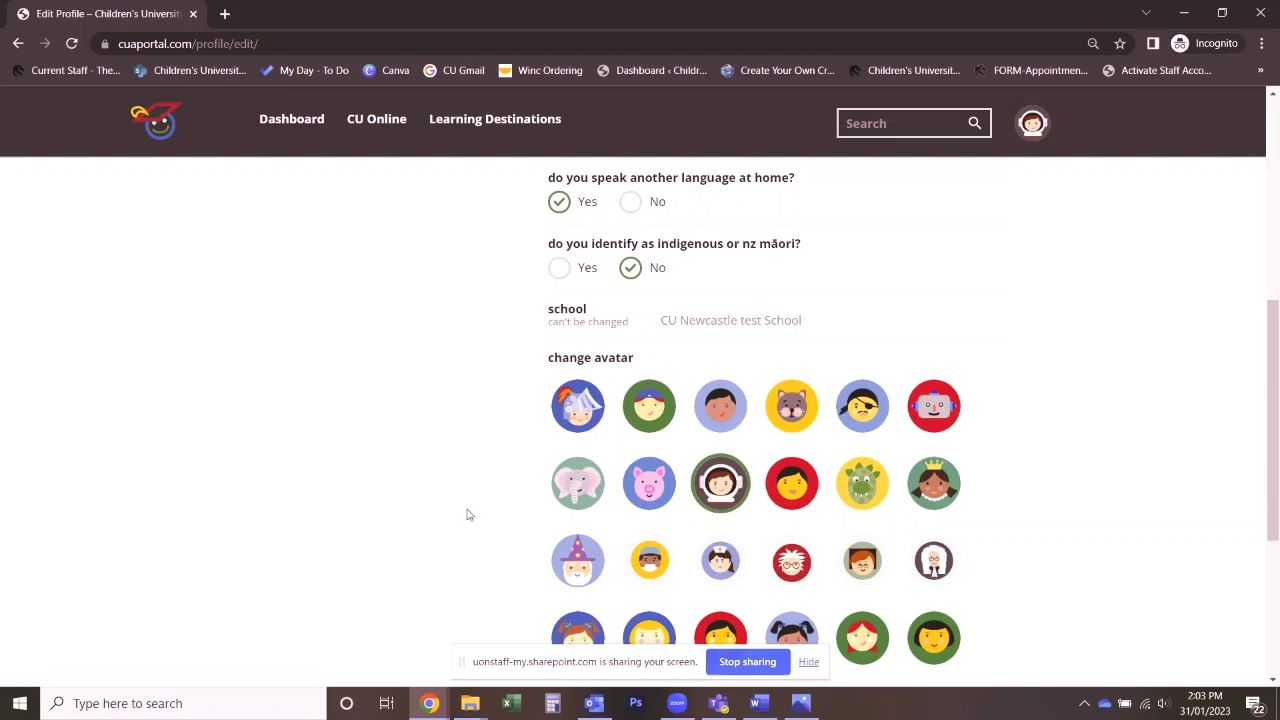 Edit Profile – Children's Universit
cuaportal.com/profile/edit/
Incognito
Current Staff - The...
Children's Universit...
My Day - To Do
Canva
CU Gmail
Winc Ordering
Dashboard ‹ Childr...
Create Your Own Cr...
Children's Universit...
FORM-Appointmen...
Activate Staff Acco...
»
Dashboard
CU Online
Learning Destinations
Search
do you speak another language at home?
Yes
No
do you identify as indigenous or nz māori?
Yes
No
school
can't be changed
CU Newcastle test School
change avatar
uonstaff-my.sharepoint.com is sharing your screen.
Stop sharing
Hide
Type here to search
2:03 PM
31/01/2023
22